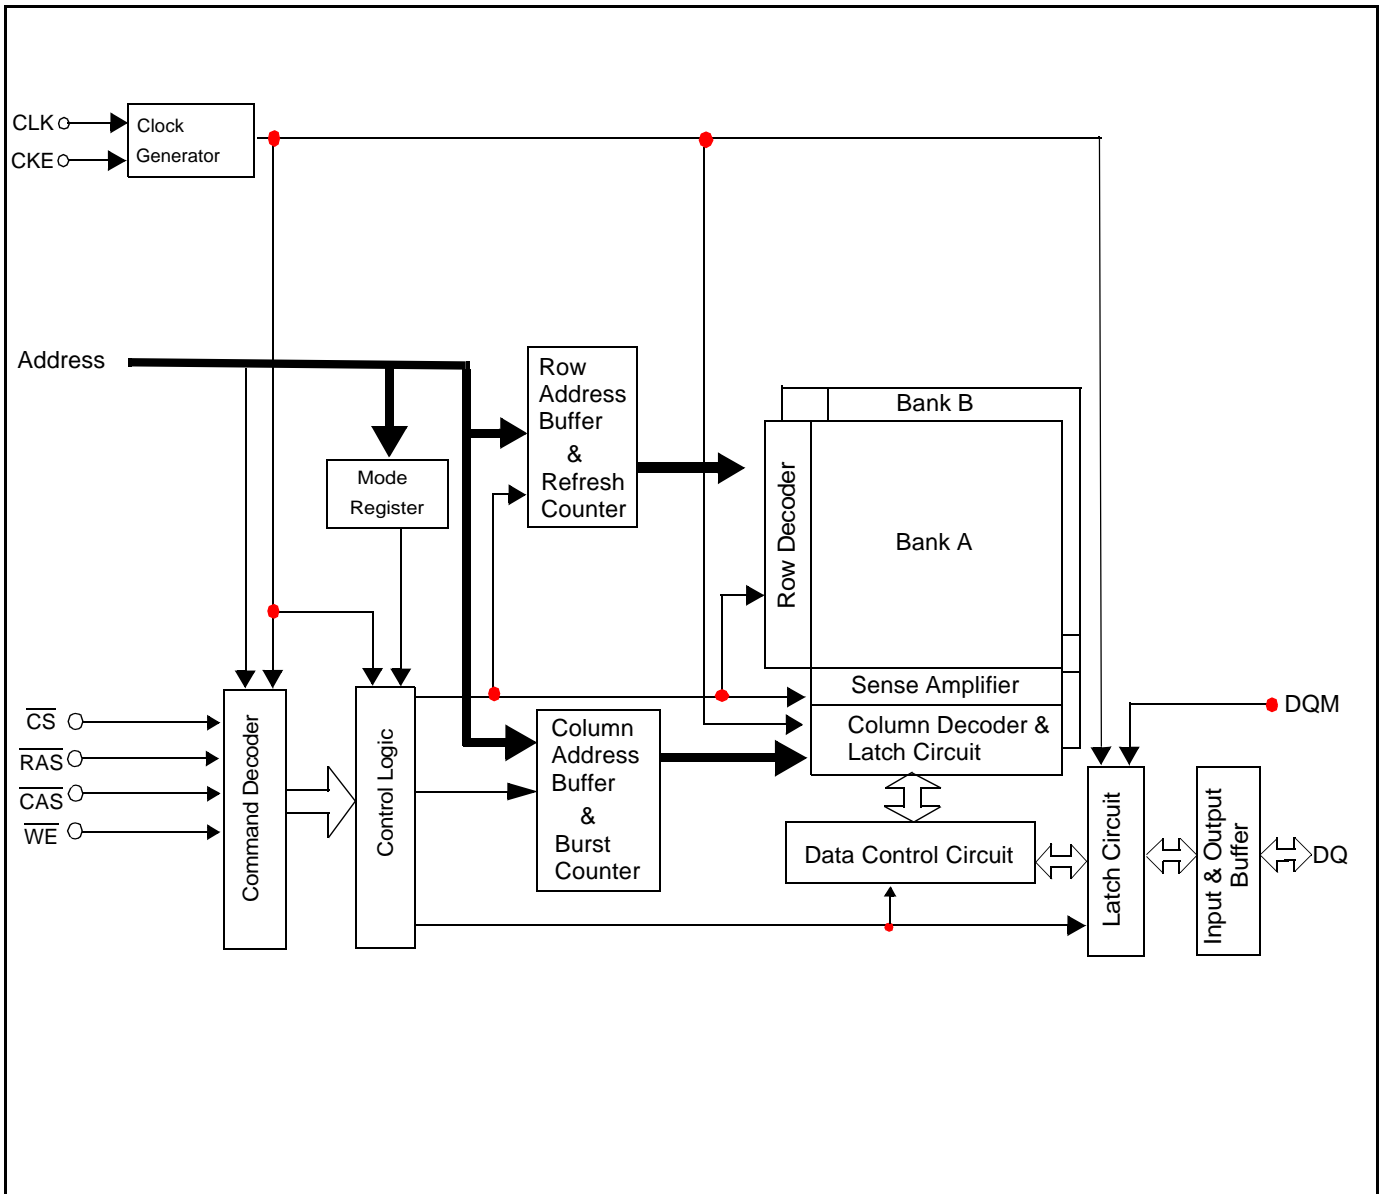 CLK
CKE
Clock
Generator
Address
Row
Address
Buffer
&
Refresh
Counter
Mode
Register
Bank B
Bank A
Row Decoder
Sense Amplifier
Column Decoder &
Latch Circuit
DQM
CS
RAS
CAS
WE
Command Decoder
Control Logic
Column
Address
Buffer
&
Burst
Counter
Data Control Circuit
Latch Circuit
Input & Output
Buffer
DQ